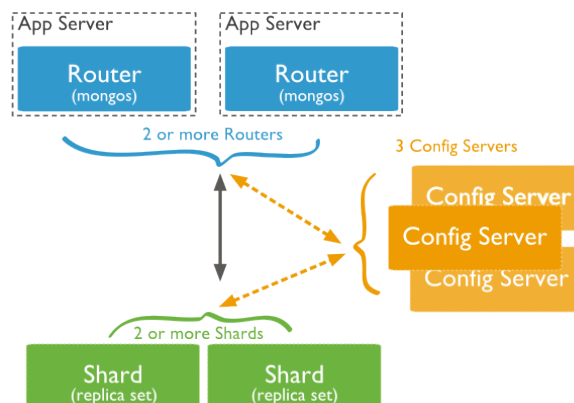 App Server
App Server
Router
(mongos)
Router
(mongos)
2 or more Routers
3 Config Servers
Config Server
Config Server
Config Server
2 or more Shards
Shard
(replica set)
Shard
(replica set)